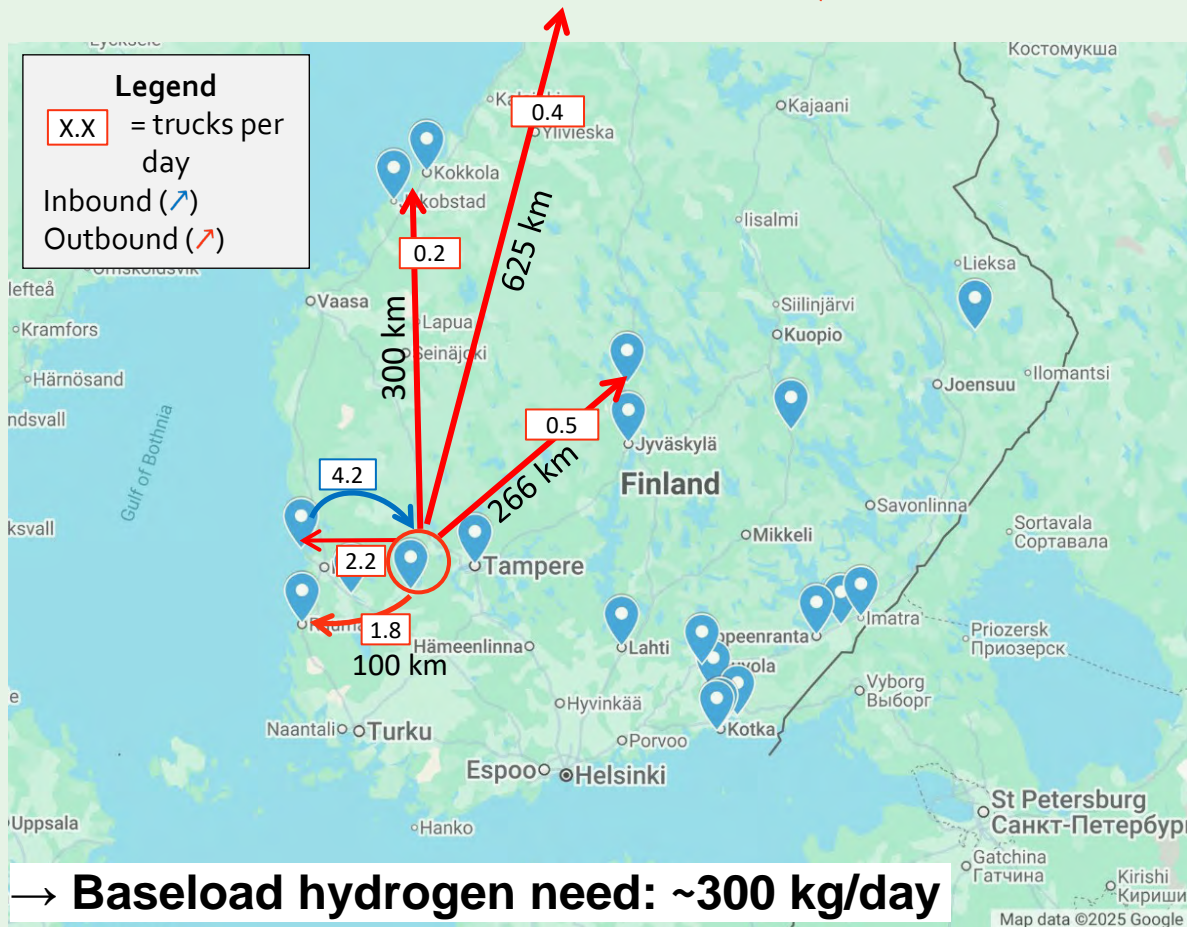 Костомукша
Legend
X.X = trucks per
day
Inbound (↗)
Outbound (↗)
0.4
Ylivieska
Kajaani
Kokkola
Iisalmi
0.2
625 km
Lieksa
Vaasa
Siilinjärvi
Kramfors
Lapua
Kuopio
Seinäjoki
300 km
Härnösand
Ilomantsi
Joensuu
0.5
Jyväskylä
266 km
Finland
Gulf of Bothnia
4.2
Savonlinna
Mikkeli
Sortavala
Сортавала
2.2
Tampere
Imatra
1.8
Hämeenlinna
Lahti
100 km
Priozersk
Приозерск
Vyborg
Выборг
Hyvinkää
Naantali
Turku
Kotka
Porvoo
Espoo
Helsinki
St Petersburg
Санкт-Петербург
Uppsala
Hanko
Gatchina
Гатчина
→ Baseload hydrogen need: ~300 kg/day
Kirishi
Кириши
Map data ©2025 Google